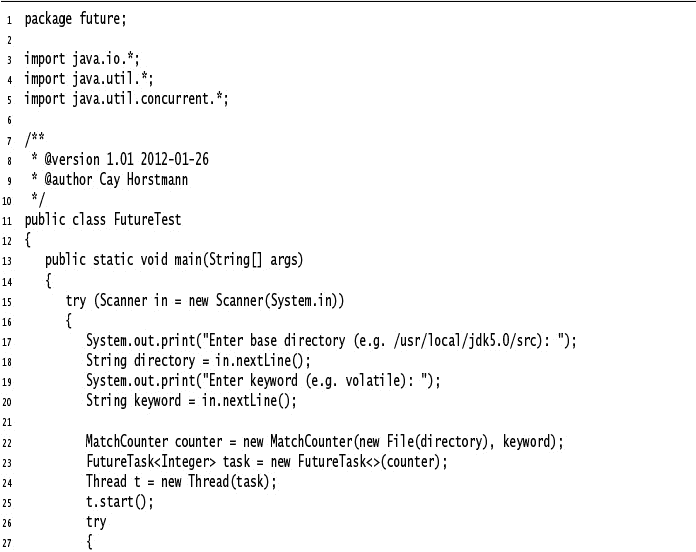 1 package future;
2
3 import java.io.*;
4 import java.util.*;
5 import java.util.concurrent.*;
6
7 /**
8  * @version 1.01 2012-01-26
9  * @author Cay Horstmann
10  */
11 public class FutureTest
12 {
13    public static void main(String[] args)
14    {
15       try (Scanner in = new Scanner(System.in))
16       {
17          System.out.print("Enter base directory (e.g. /usr/local/jdk5.0/src): ");
18          String directory = in.nextLine();
19          System.out.print("Enter keyword (e.g. volatile): ");
20          String keyword = in.nextLine();
21
22          MatchCounter counter = new MatchCounter(new File(directory), keyword);
23          FutureTask<Integer> task = new FutureTask<>(counter);
24          Thread t = new Thread(task);
25          t.start();
26          try
27          {